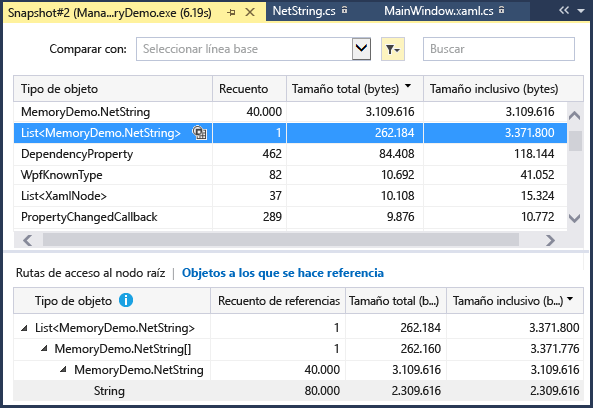 Snapshot#2 (Mana...ryDemo.exe (6.19s) NetString.cs MainWindow.xaml.cs
Comparar con: Seleccionar línea base Buscar
Tipo de objeto Recuento Tamaño total (bytes) Tamaño inclusivo (bytes)
MemoryDemo.NetString 40.000 3.109.616 3.109.616
List<MemoryDemo.NetString> 1 262.184 3.371.800
DependencyProperty 462 84.408 118.144
WpfKnownType 82 10.692 41.052
List<XamlNode> 37 10.108 15.324
PropertyChangedCallback 289 9.876 10.772
Rutas de acceso al nodo raíz | Objetos a los que se hace referencia
Tipo de objeto Recuento de referencias Tamaño total (b...) Tamaño inclusivo (b...)
List<MemoryDemo.NetString> 1 262.184 3.371.800
MemoryDemo.NetString[] 1 262.160 3.371.776
MemoryDemo.NetString 40.000 3.109.616 3.109.616
String 80.000 2.309.616 2.309.616